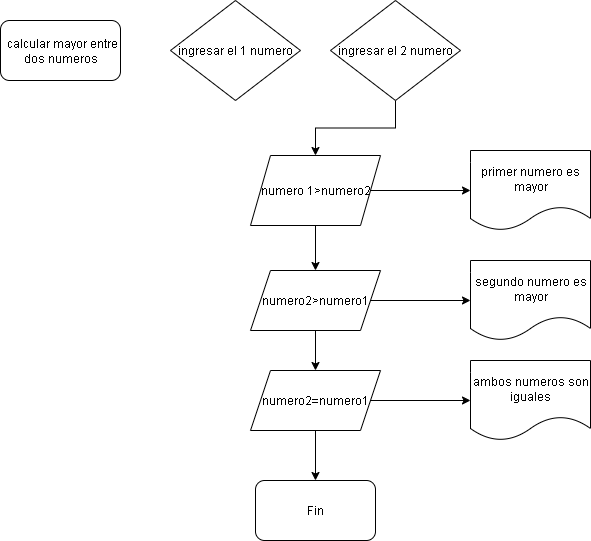 calcular mayor entre
dos numeros
ingresar el 1 numero
ingresar el 2 numero
numero 1>numero2
primer numero es
mayor
numero2>numero1
segundo numero es
mayor
numero2=numero1
ambos numeros son
iguales
Fin